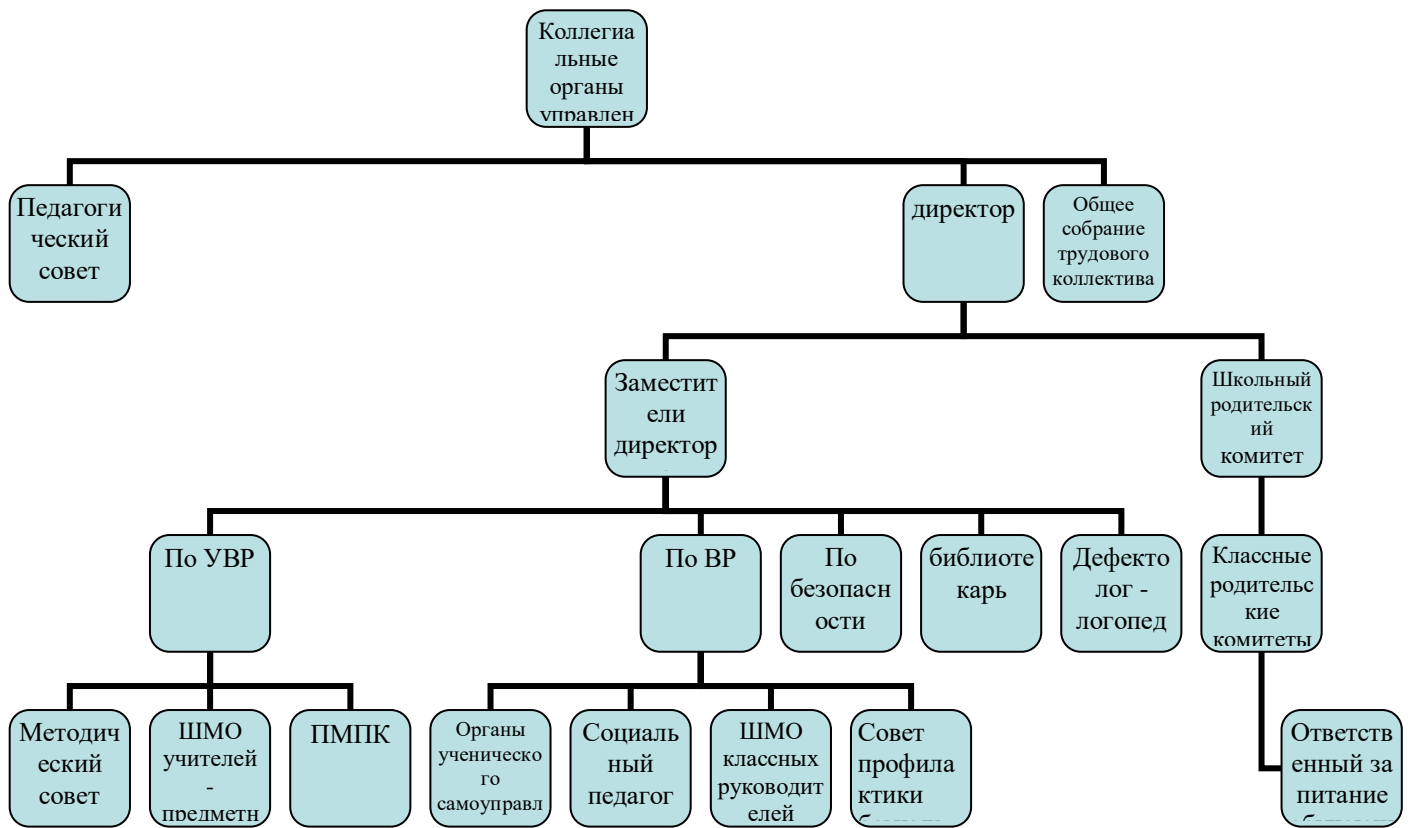 Коллегиа
льные
органы
управлен
Педагоги
ческий
совет
директор
Общее
собрание
трудового
коллектива
Заместит
ели
директор
Школьный
родительск
ий
комитет
По УВР
По ВР
По
безопасн
ости
библиоте
карь
Дефекто
лог -
логопед
Классные
родительс
кие
комитеты
Методич
еский
совет
ШМО
учителей
-
предметн
ПМПК
Органы
ученическо
го
самоуправл
Социаль
ный
педагог
ШМО
классных
руководит
елей
Совет
профила
ктики
Ответств
енный за
питание